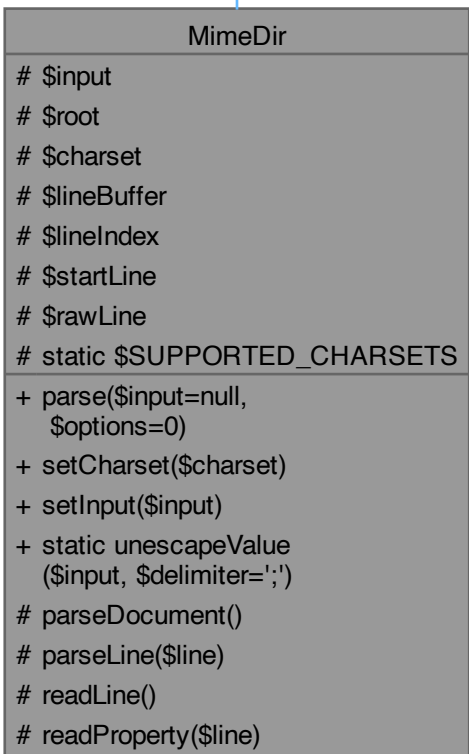 MimeDir
# $input
# $root
# $charset
# $lineBuffer
# $lineIndex
# $startLine
# $rawLine
# static $SUPPORTED_CHARSETS
+ parse($input=null,
$options=0)
+ setCharset($charset)
+ setInput($input)
+ static unescapeValue
($input, $delimiter=';')
# parseDocument()
# parseLine($line)
# readLine()
# readProperty($line)